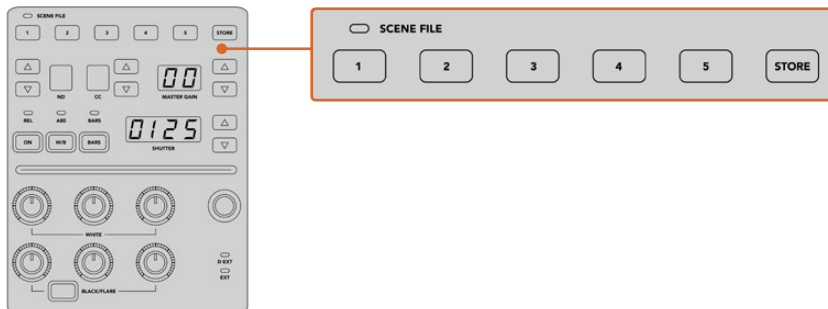 SCENE FILE
1 2 3 4 5 STORE
ND CC 00 MASTER GAIN
REL ABS BARS
ON W/B BARS
0125
SHUTTER
WHITE
D EXT
EXT
BLACK/FLARE
SCENE FILE
1 2 3 4 5 STORE